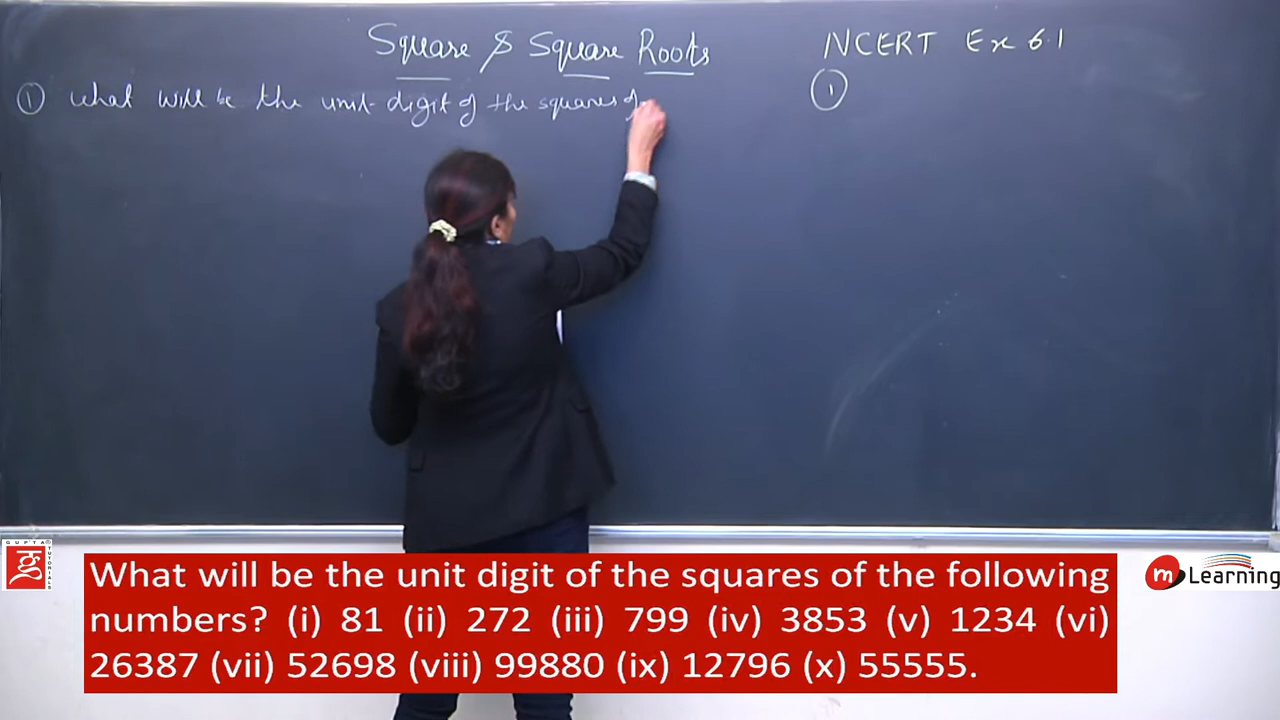 Square & Square Roots
NCERT Ex 6.1
① What will be the unit digit of the squares of
①
What will be the unit digit of the squares of the following
numbers? (i) 81 (ii) 272 (iii) 799 (iv) 3853 (v) 1234 (vi)
26387 (vii) 52698 (viii) 99880 (ix) 12796 (x) 55555.
GUPTA
TUTORIALS
m Learning